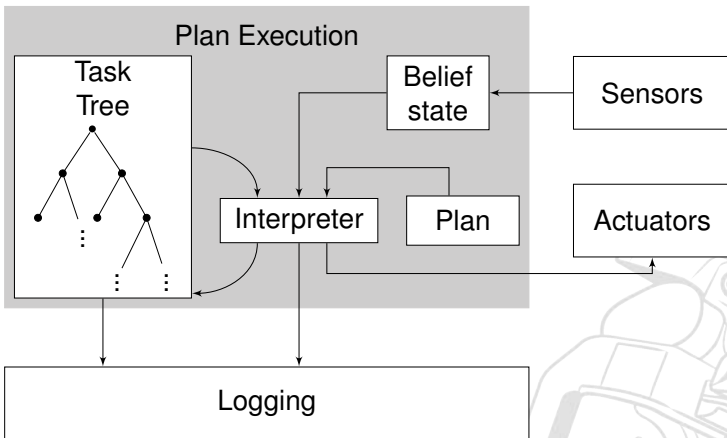 Plan Execution
Task
Tree
Belief
state
Sensors
Interpreter
Plan
Actuators
Logging